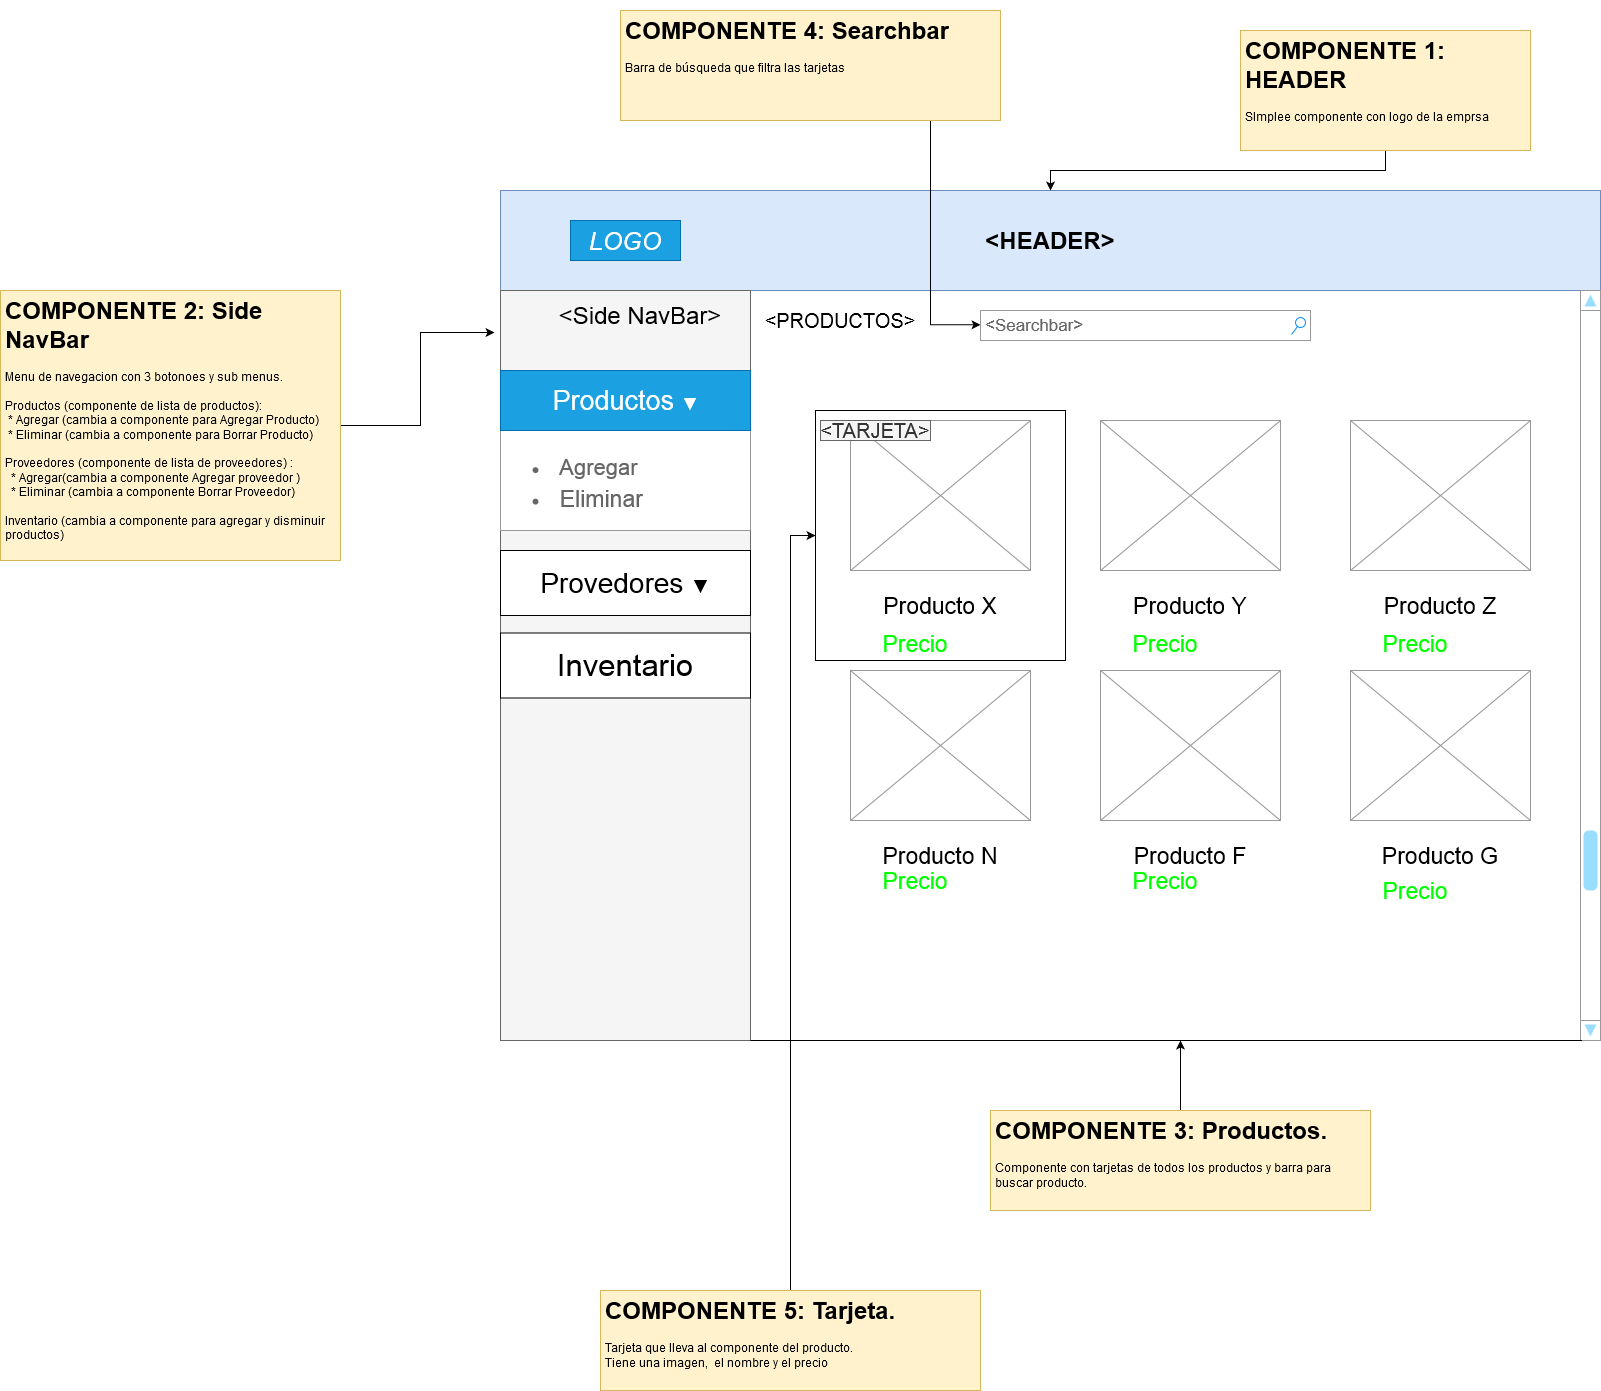 COMPONENTE 4: Searchbar
Barra de búsqueda que filtra las tarjetas
COMPONENTE 1:
HEADER
SImplee componente con logo de la emprsa
LOGO
<HEADER>
COMPONENTE 2: Side
NavBar
Menu de navegacion con 3 botonoes y sub menus.
Productos (componente de lista de productos):
* Agregar (cambia a componente para Agregar Producto)
* Eliminar (cambia a componente para Borrar Producto)
Proveedores (componente de lista de proveedores) :
* Agregar(cambia a componente Agregar proveedor )
* Eliminar (cambia a componente Borrar Proveedor)
Inventario (cambia a componente para agregar y disminuir
productos)
<Side NavBar>
Productos ▼
• Agregar
• Eliminar
Provedores ▼
Inventario
<PRODUCTOS>
<Searchbar>
<TARJETA>
Producto X
Precio
Producto Y
Precio
Producto Z
Precio
Producto N
Precio
Producto F
Precio
Producto G
Precio
COMPONENTE 3: Productos.
Componente con tarjetas de todos los productos y barra para
buscar producto.
COMPONENTE 5: Tarjeta.
Tarjeta que lleva al componente del producto.
Tiene una imagen, el nombre y el precio